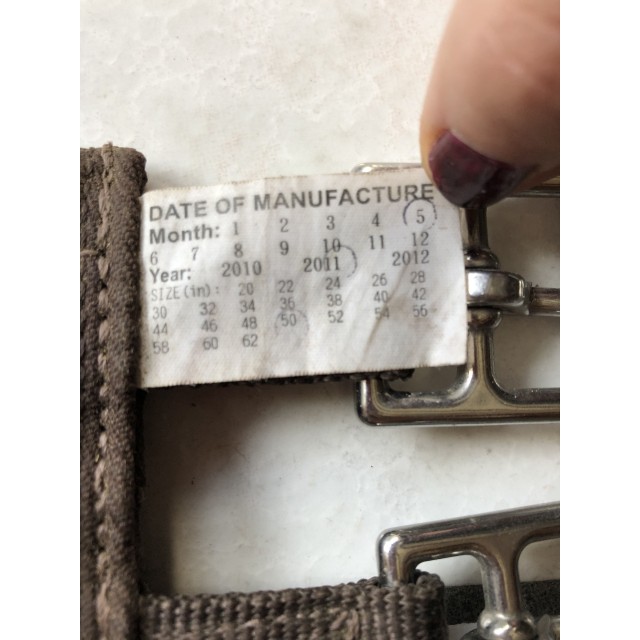 DATE OF MANUFACTURE
Month: 1 2 3 4 5
6 7 8 9 10 11 12
Year: 2010 2011 2012
SIZE(in): 20 22 24 26 28
30 32 34 36 38 40 42
44 46 48 50 52 54 56
58 60 62